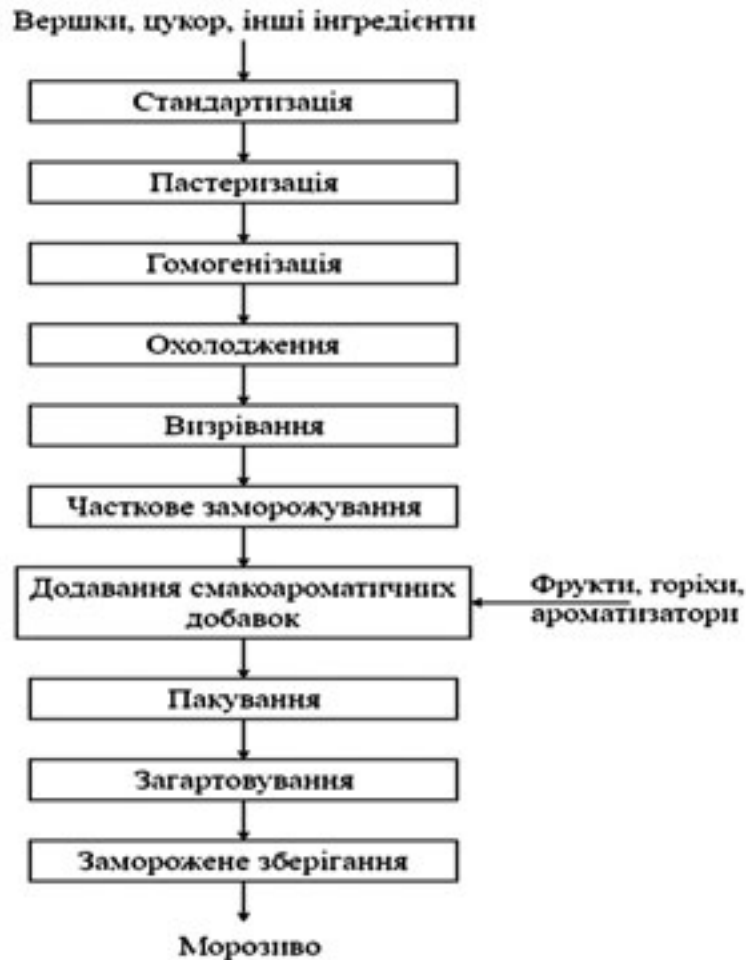 Вершки, цукор, інші інгредієнти
Стандартизація
Пастеризація
Гомогенізація
Охолодження
Визрівання
Часткове заморожування
Додавання смакоароматичних
добавок
Фрукти, горіхи,
ароматизатори
Пакування
Загартовування
Заморожене зберігання
Морозиво